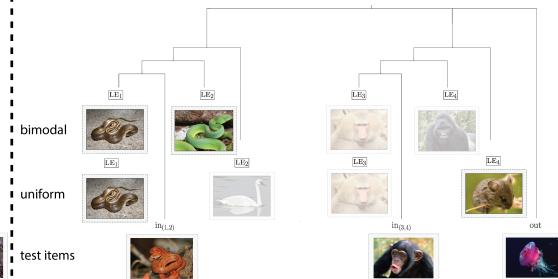 LE1 LE2 LE3 LE4
bimodal
LE1 LE2 LE3 LE4
uniform
in(1,2) in(3,4) out
test items